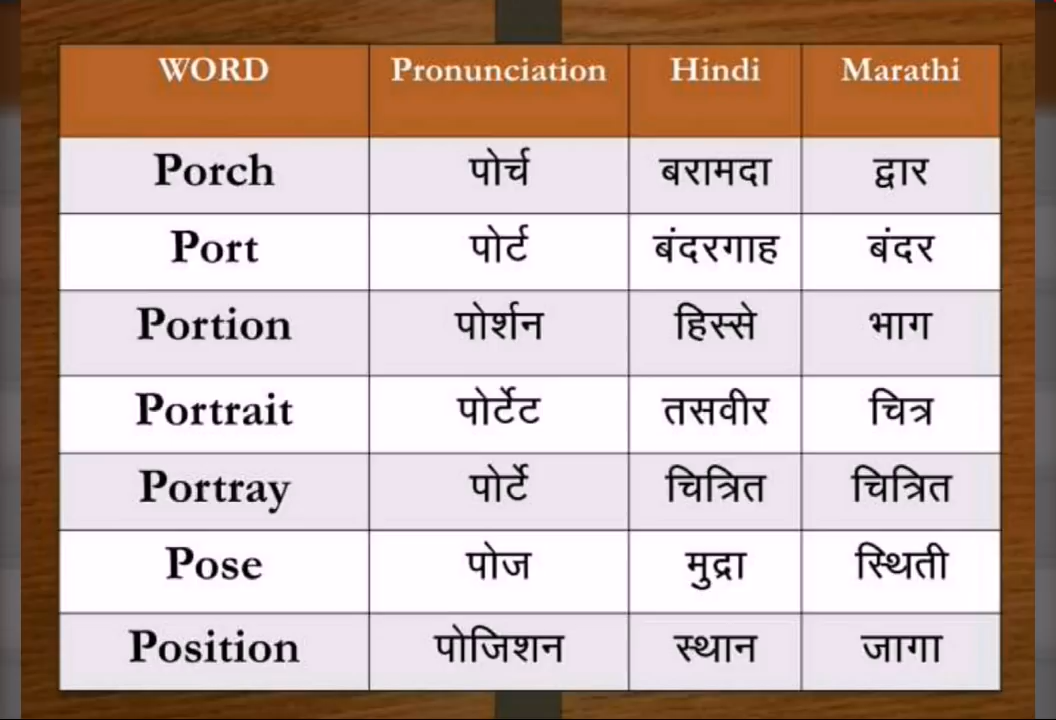 WORD Pronunciation Hindi Marathi
Porch पोर्च बरामदा द्वार
Port पोर्ट बंदरगाह बंदर
Portion पोर्शन हिस्से भाग
Portrait पोर्टेट तसवीर चित्र
Portray पोर्टे चित्रित चित्रित
Pose पोज मुद्रा स्थिती
Position पोजिशन स्थान जागा